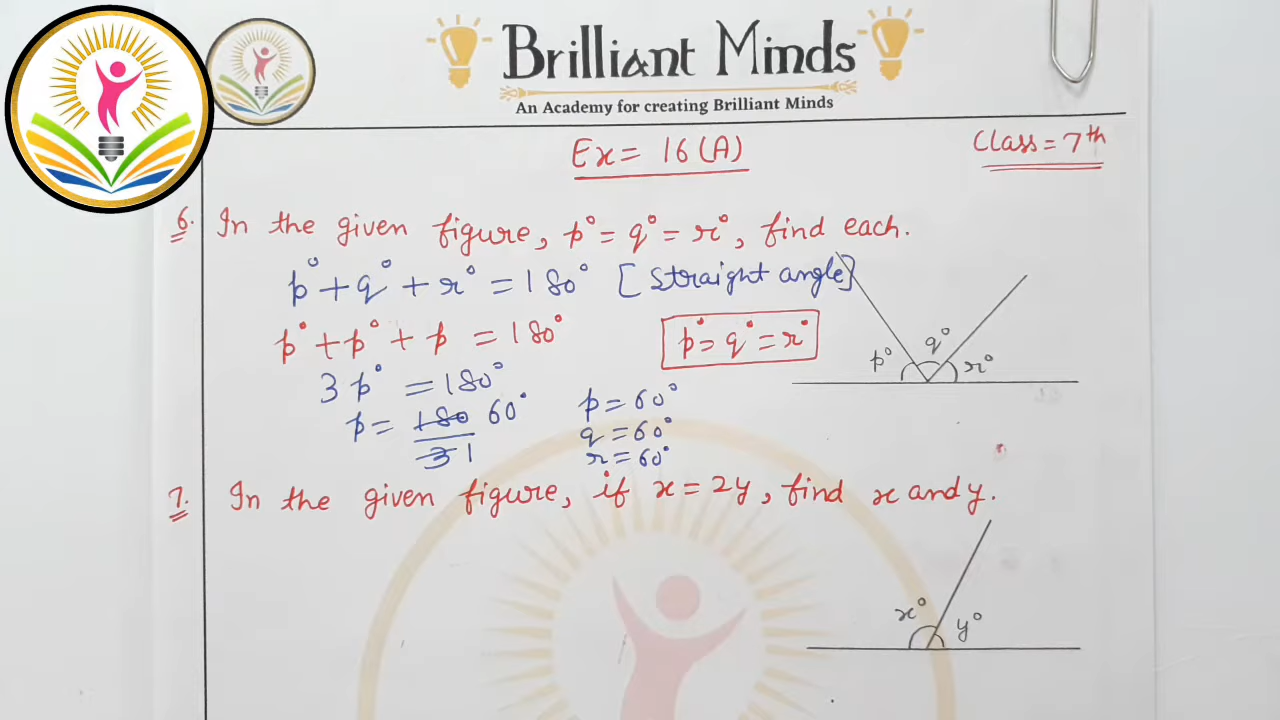 Brilliant Minds
An Academy for creating Brilliant Minds
Ex = 16(A)
Class = 7th
6. In the given figure, p° = q° = r°, find each.
p° + q° + r° = 180° [Straight angle]
p° + p° + p = 180°
p° = q° = r°
3p° = 180°
p = 180 60°
3 1
p = 60°
q = 60°
r = 60°
p° q° r°
7. In the given figure, if x = 2y, find x and y.
x° y°